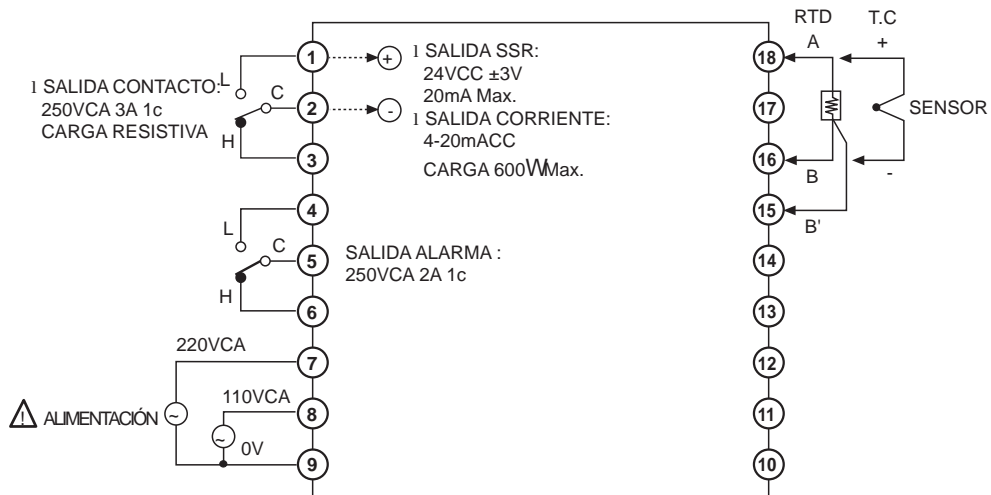 RTD T.C
A +
1 l SALIDA SSR:
24VCC ±3V
20mA Max.
18
L
l SALIDA CONTACTO:
250VCA 3A 1c
CARGA RESISTIVA
C
2
+
-
l SALIDA CORRIENTE:
4-20mACC
CARGA 600WMax.
17
SENSOR
H
3
16
B -
L
4
15
B'
C
5
SALIDA ALARMA :
250VCA 2A 1c
14
H
6
13
220VCA
7
12
110VCA
8
11
! ALIMENTACIÓN ~
~
0V
9
10